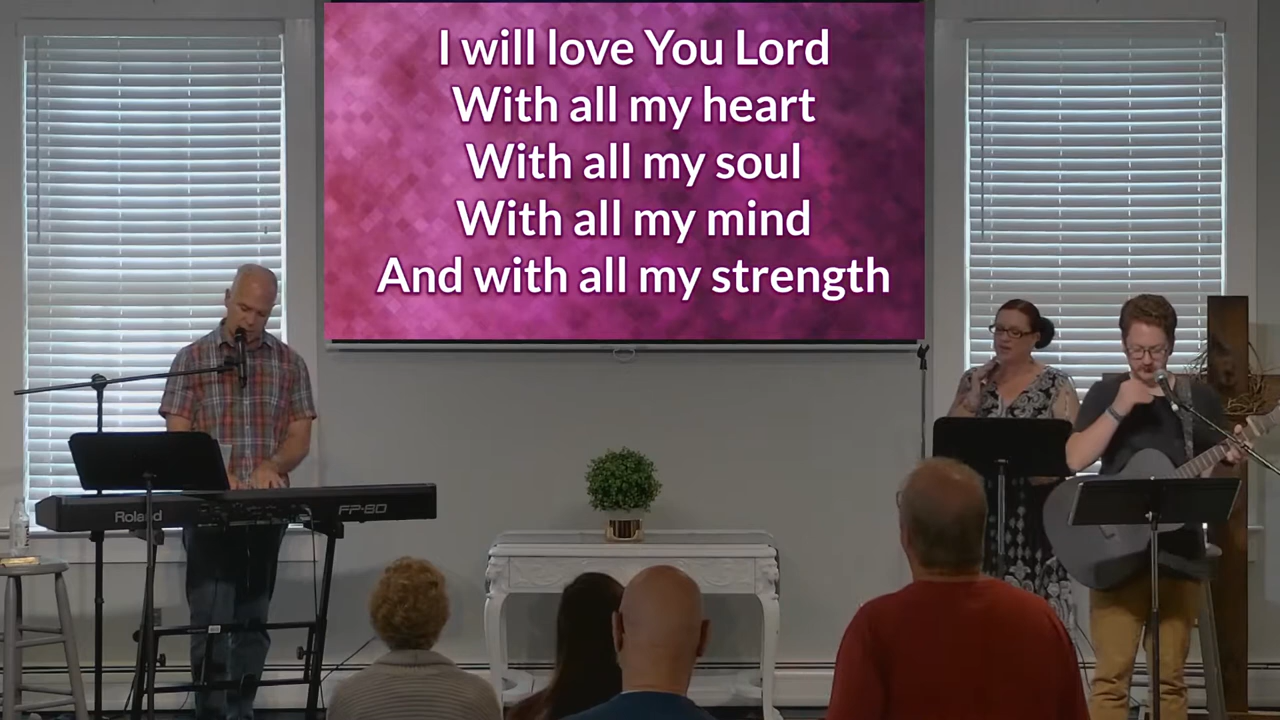 I will love You Lord
With all my heart
With all my soul
With all my mind
And with all my strength
Roland
FP-80